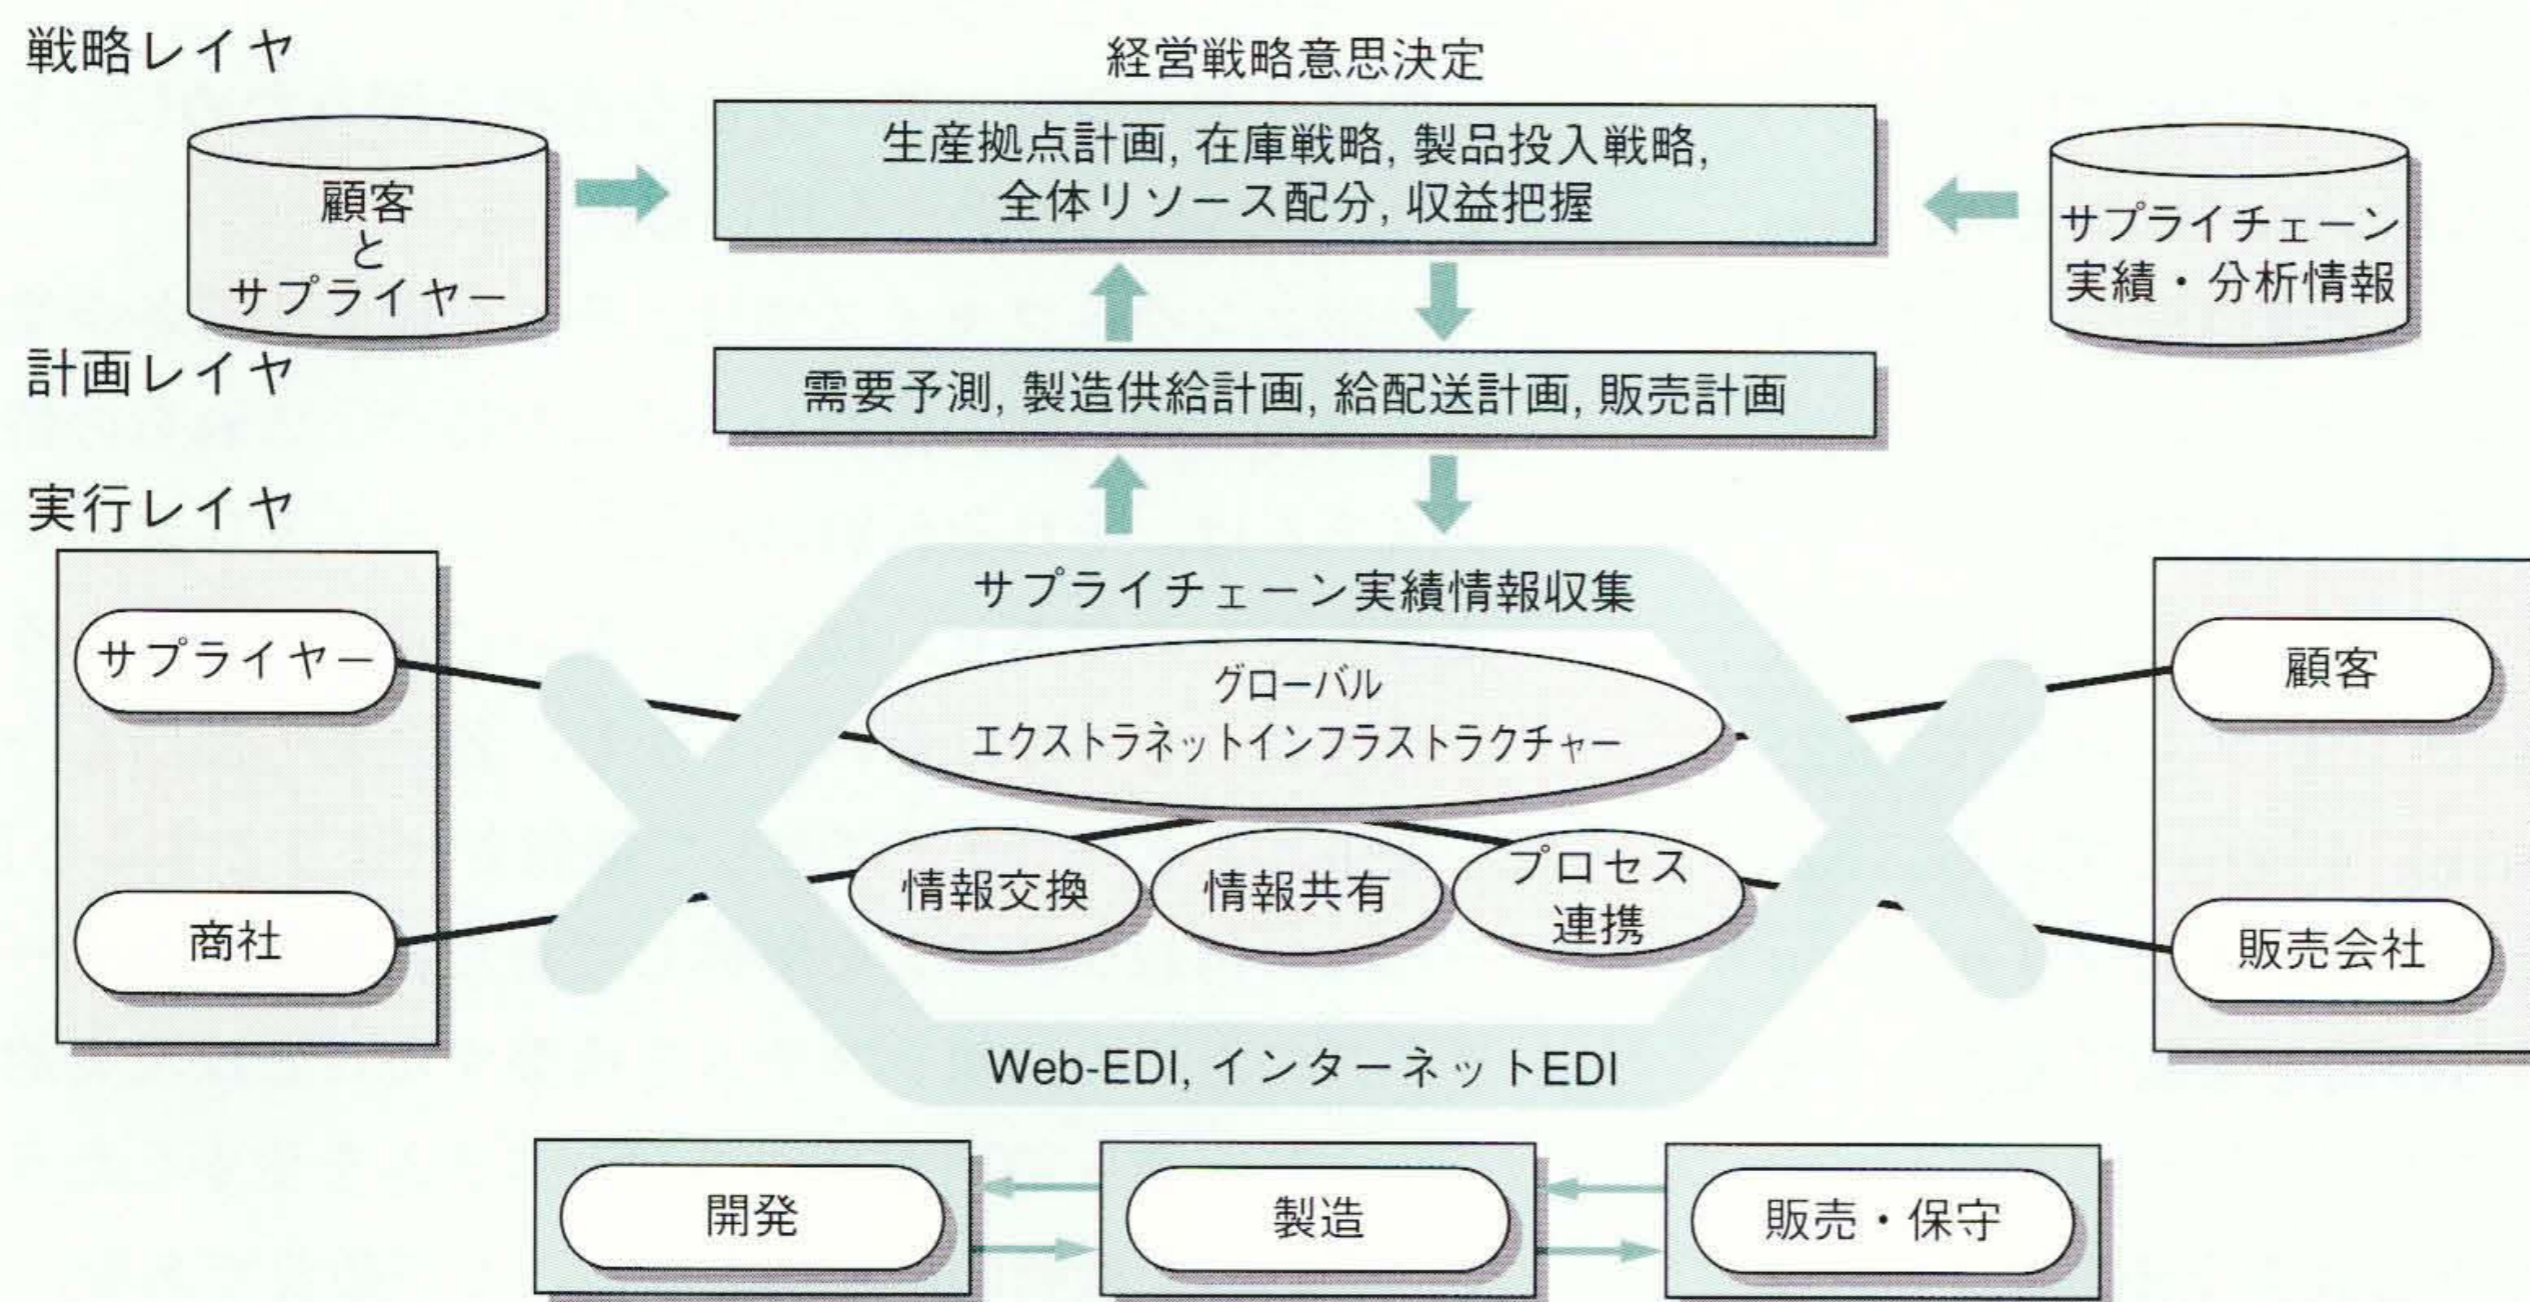 戦略レイヤ
経営戦略意思決定
顧客
と
サプライヤー
生産拠点計画, 在庫戦略, 製品投入戦略,
全体リソース配分, 収益把握
サプライチェーン
実績・分析情報
計画レイヤ
需要予測, 製造供給計画, 給配送計画, 販売計画
実行レイヤ
サプライチェーン実績情報収集
サプライヤー
グローバル
エクストラネットインフラストラクチャー
顧客
商社
情報交換
情報共有
プロセス
連携
販売会社
Web-EDI, インターネットEDI
開発
製造
販売・保守